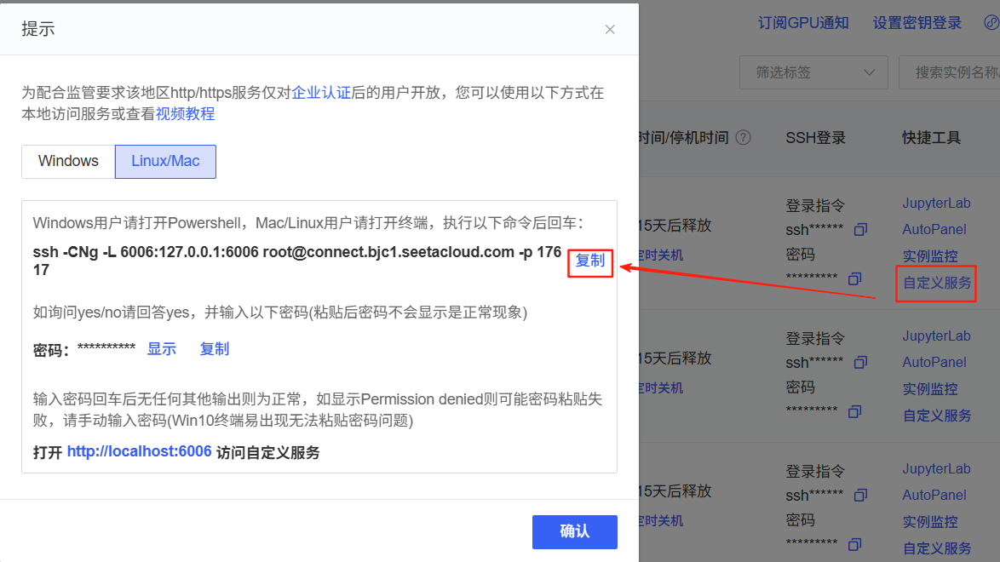 提示
为配合监管要求该地区http/https服务仅对企业认证后的用户开放，您可以使用以下方式在
本地访问服务或查看视频教程
Windows
Linux/Mac
Windows用户请打开Powershell，Mac/Linux用户请打开终端，执行以下命令后回车：
ssh -CNg -L 6006:127.0.0.1:6006 root@connect.bjc1.seetacloud.com -p 176
17
复制
如询问yes/no请回答yes，并输入以下密码(粘贴后密码不会显示是正常现象)
密码：********** 显示 复制
输入密码回车后无任何其他输出则为正常，如显示Permission denied则可能密码粘贴失
败，请手动输入密码(Win10终端易出现无法粘贴密码问题)
打开 http://localhost:6006 访问自定义服务
确认
订阅GPU通知 设置密钥登录
筛选标签
搜索实例名称
时间/停机时间 ? SSH登录 快捷工具
15天后释放
定时关机
登录指令
ssh******
密码
*********
JupyterLab
AutoPanel
实例监控
自定义服务
15天后释放
定时关机
登录指令
ssh******
密码
*********
JupyterLab
AutoPanel
实例监控
自定义服务
15天后释放
定时关机
登录指令
ssh******
密码
*********
JupyterLab
AutoPanel
实例监控
自定义服务